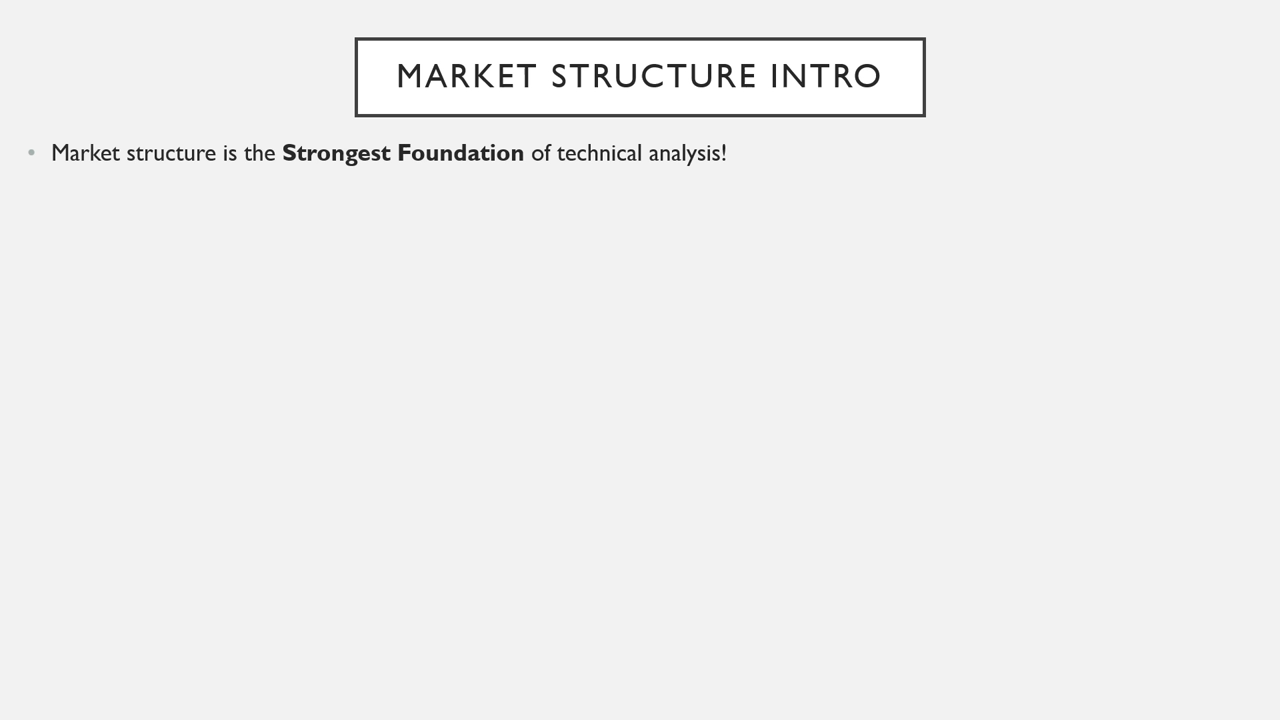 MARKET STRUCTURE INTRO
• Market structure is the Strongest Foundation of technical analysis!